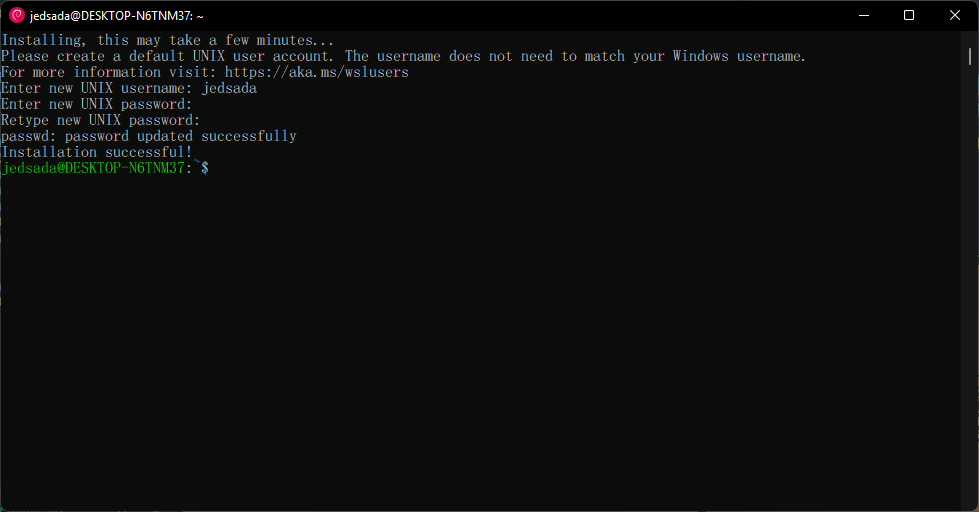 jedsada@DESKTOP-N6TNM37: ~
Installing, this may take a few minutes...
Please create a default UNIX user account. The username does not need to match your Windows username.
For more information visit: https://aka.ms/wslusers
Enter new UNIX username: jedsada
Enter new UNIX password:
Retype new UNIX password:
passwd: password updated successfully
Installation successful!
jedsada@DESKTOP-N6TNM37:~$